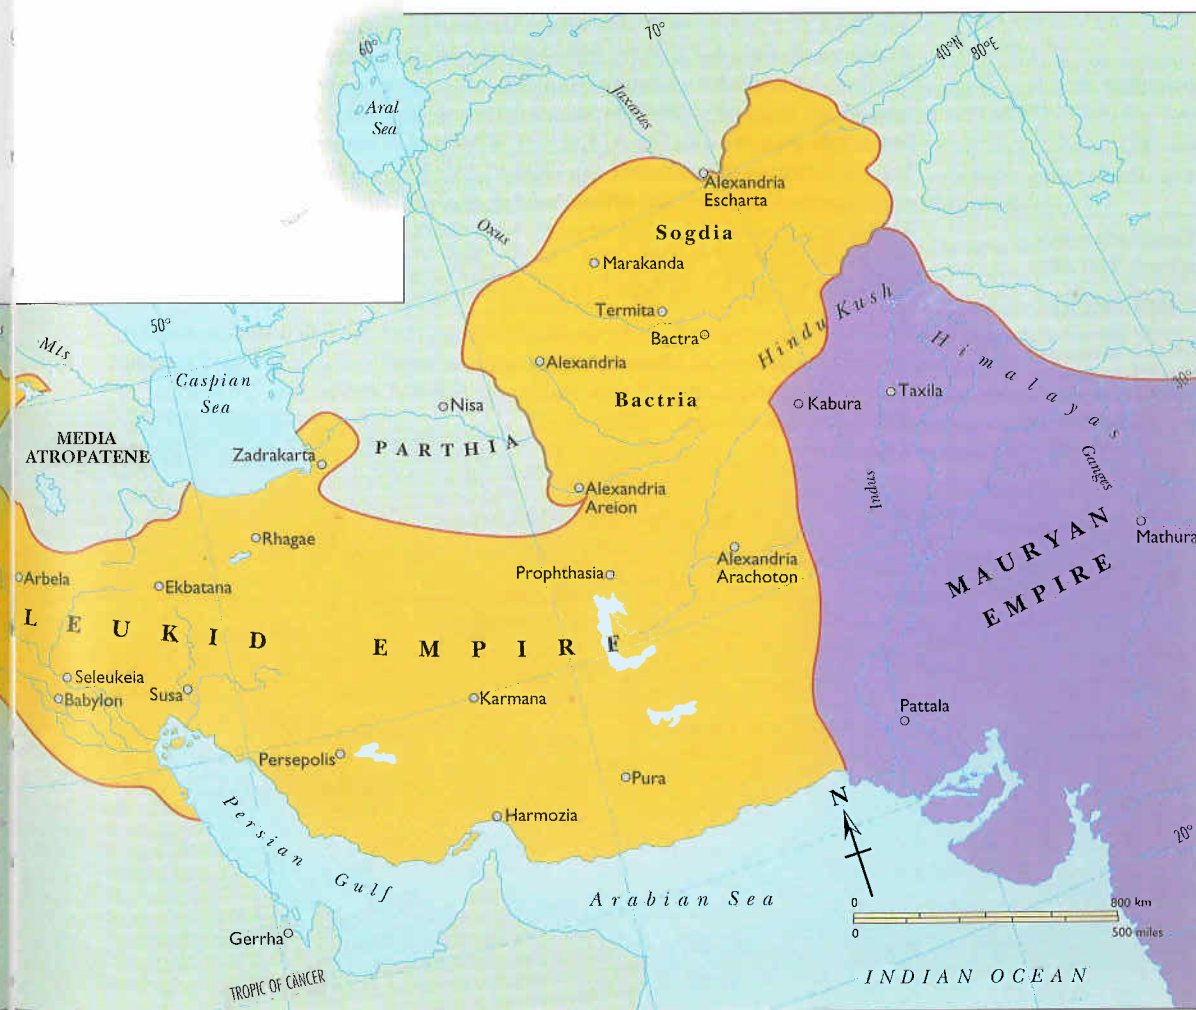 60°
70°
40°N
80°E
Aral
Sea
Jaxartes
Alexandria
Escharta
Oxus
Sogdia
Marakanda
Termita
Bactra
Hindu Kush
Himalayas
50°
Mts
Caspian
Sea
Alexandria
Bactria
30°
Nisa
Kabura
Taxila
MEDIA
ATROPATENE
PARTHIA
Zadrakarta
Ganges
Indus
Alexandria
Areion
Rhagae
Mathura
MAURYAN
EMPIRE
Arbela
Ekbatana
Prophthasia
Alexandria
Arachoton
LEUKID EMPIRE
Seleukeia
Babylon
Susa
Karmana
Pattala
Persepolis
Pura
N
Harmozia
Persian
Gulf
20°
Arabian Sea
0 800 km
0 500 miles
Gerrha
TROPIC OF CANCER
INDIAN OCEAN